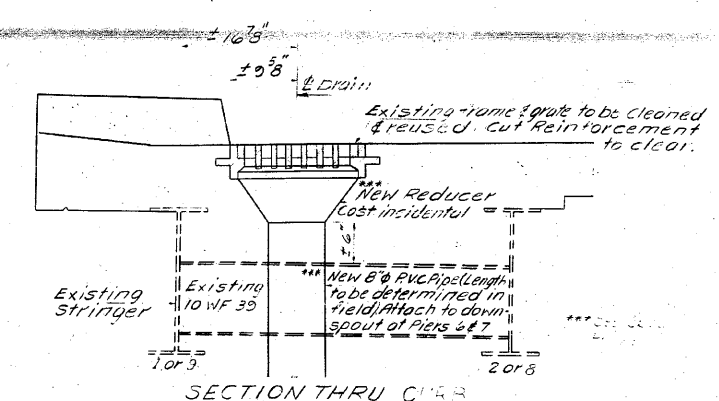 ± 16⅞"
± 9⅝"
℄ Drain
Existing frame & grate to be cleaned
& reused. Cut Reinforcement
to clear.
*** New Reducer
Cost incidental
± 6"
Existing
Stringer
Existing
10 WF 39
*** New 8"ϕ P.V.C. Pipe (Length
to be determined in
field) Attach to down-
spout at Piers 6 & 7
***
1 or 9
2 or 8
SECTION THRU CURB